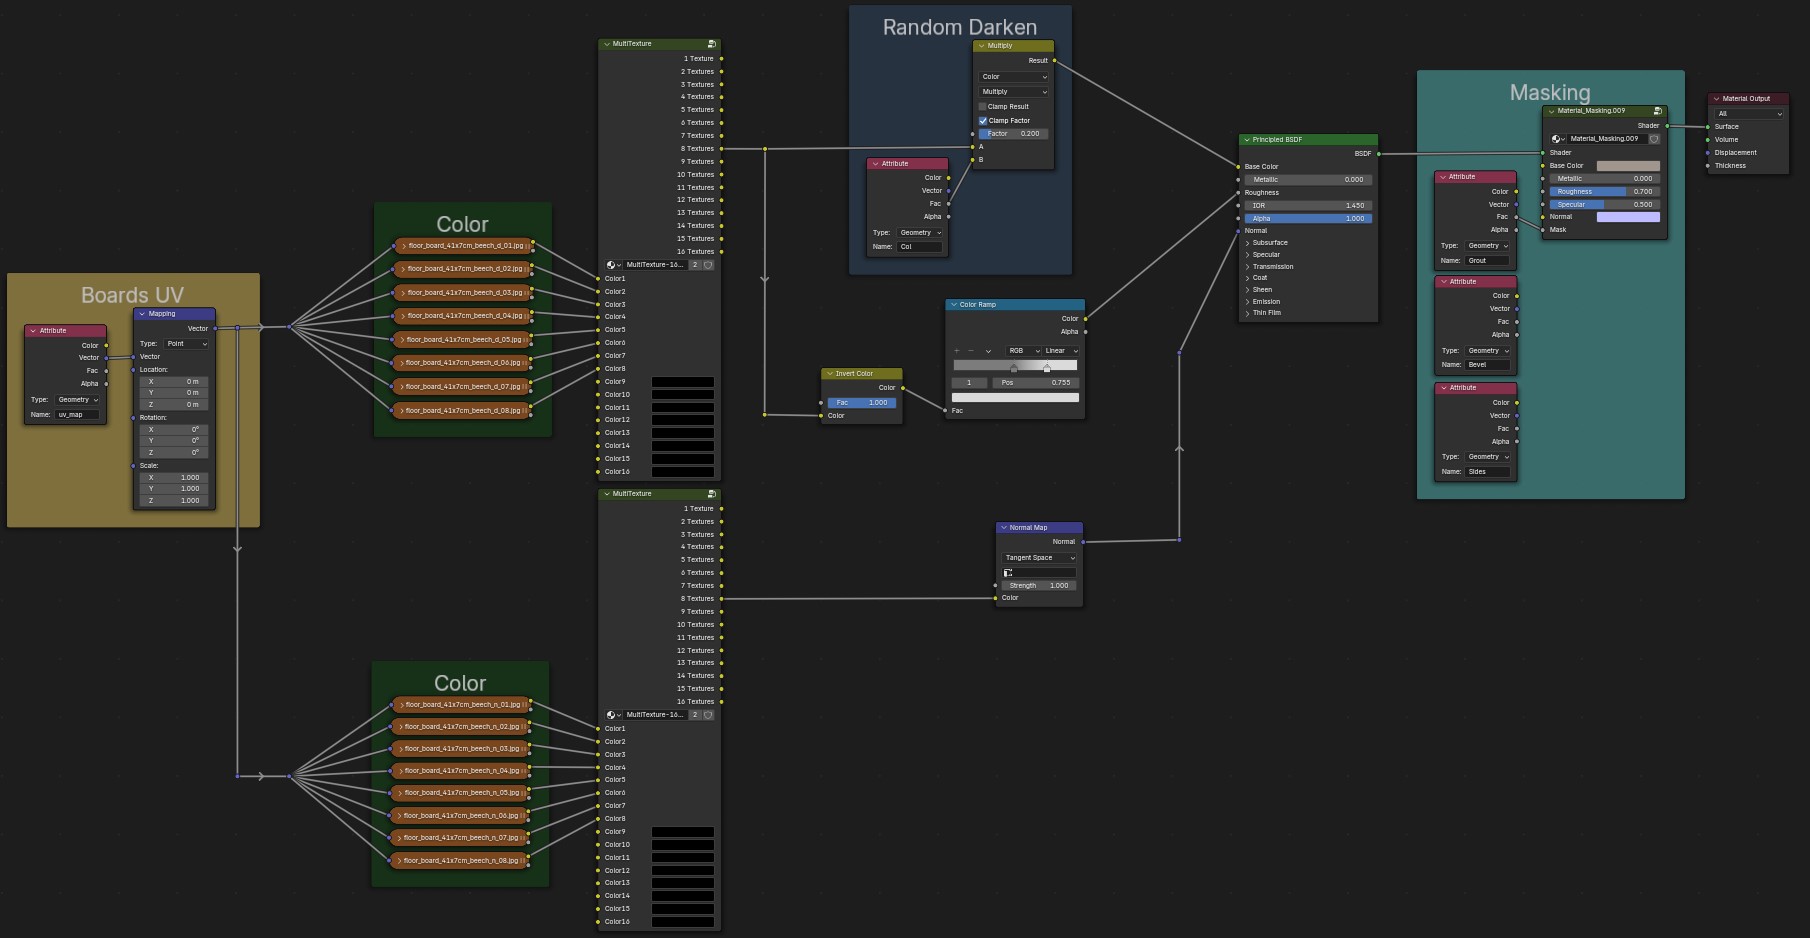 Boards UV
Attribute
Color
Vector
Fac
Alpha
Type: Geometry
Name: uv_map
Mapping
Vector
Type: Point
Vector
Location:
X 0 m
Y 0 m
Z 0 m
Rotation:
X 0°
Y 0°
Z 0°
Scale:
X 1.000
Y 1.000
Z 1.000
Color
floor_board_41x7cm_beech_d_01.jpg
floor_board_41x7cm_beech_d_02.jpg
floor_board_41x7cm_beech_d_03.jpg
floor_board_41x7cm_beech_d_04.jpg
floor_board_41x7cm_beech_d_05.jpg
floor_board_41x7cm_beech_d_06.jpg
floor_board_41x7cm_beech_d_07.jpg
floor_board_41x7cm_beech_d_08.jpg
Color
floor_board_41x7cm_beech_n_01.jpg
floor_board_41x7cm_beech_n_02.jpg
floor_board_41x7cm_beech_n_03.jpg
floor_board_41x7cm_beech_n_04.jpg
floor_board_41x7cm_beech_n_05.jpg
floor_board_41x7cm_beech_n_06.jpg
floor_board_41x7cm_beech_n_07.jpg
floor_board_41x7cm_beech_n_08.jpg
MultiTexture
1 Texture
2 Textures
3 Textures
4 Textures
5 Textures
6 Textures
7 Textures
8 Textures
9 Textures
10 Textures
11 Textures
12 Textures
13 Textures
14 Textures
15 Textures
16 Textures
MultiTexture-16... 2
Color1
Color2
Color3
Color4
Color5
Color6
Color7
Color8
Color9
Color10
Color11
Color12
Color13
Color14
Color15
Color16
MultiTexture
1 Texture
2 Textures
3 Textures
4 Textures
5 Textures
6 Textures
7 Textures
8 Textures
9 Textures
10 Textures
11 Textures
12 Textures
13 Textures
14 Textures
15 Textures
16 Textures
MultiTexture-16... 2
Color1
Color2
Color3
Color4
Color5
Color6
Color7
Color8
Color9
Color10
Color11
Color12
Color13
Color14
Color15
Color16
Random Darken
Multiply
Result
Color
Multiply
Clamp Result
Clamp Factor
Factor 0.200
A
B
Attribute
Color
Vector
Fac
Alpha
Type: Geometry
Name: Col
Invert Color
Color
Fac 1.000
Color
Color Ramp
Color
Alpha
+ − RGB Linear
1 Pos 0.755
Fac
Normal Map
Normal
Tangent Space
Strength 1.000
Color
Principled BSDF
BSDF
Base Color
Metallic 0.000
Roughness
IOR 1.450
Alpha 1.000
Normal
Subsurface
Specular
Transmission
Coat
Sheen
Emission
Thin Film
Masking
Material_Masking.009
Shader
Material_Masking.009
Shader
Base Color
Metallic 0.000
Roughness 0.700
Specular 0.500
Normal
Mask
Attribute
Color
Vector
Fac
Alpha
Type: Geometry
Name: Grout
Attribute
Color
Vector
Fac
Alpha
Type: Geometry
Name: Bevel
Attribute
Color
Vector
Fac
Alpha
Type: Geometry
Name: Sides
Material Output
All
Surface
Volume
Displacement
Thickness